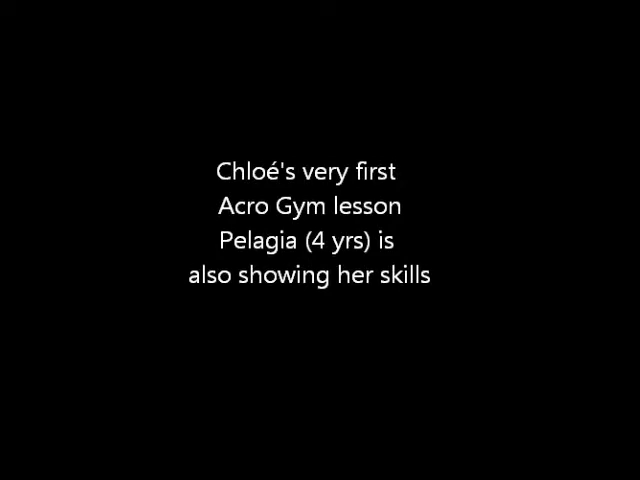 Chloé's very first
Acro Gym lesson
Pelagia (4 yrs) is
also showing her skills